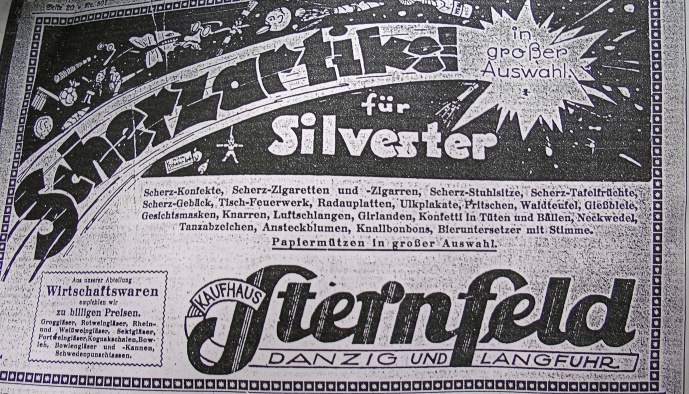 Seite 20
Scherzartikel
in
großer
Auswahl
für
Silvester
Scherz-Konfekte, Scherz-Zigaretten und -Zigarren, Scherz-Stuhlsitze, Scherz-Tafelfrüchte,
Scherz-Gebäck, Tisch-Feuerwerk, Radauplatten, Ulkplakate, Pritschen, Waldteufel, Gießbleie,
Gesichtsmasken, Knarren, Luftschlangen, Girlanden, Konfetti in Tüten und Bällen, Neckwedel,
Tanzabzeichen, Ansteckblumen, Knallbonbons, Bieruntersetzer mit Stimme.
Papiermützen in großer Auswahl.
Aus unserer Abteilung
Wirtschaftswaren
empfehlen wir
zu billigen Preisen.
Groggläser, Rotweingläser, Rhein-
und Weißweingläser, Sektgläser,
Portweingläser, Kognakschalen, Bow-
len, Bowlengläser und -Kannen,
Schwedenpunschtassen.
KAUFHAUS
Sternfeld
DANZIG UND LANGFUHR